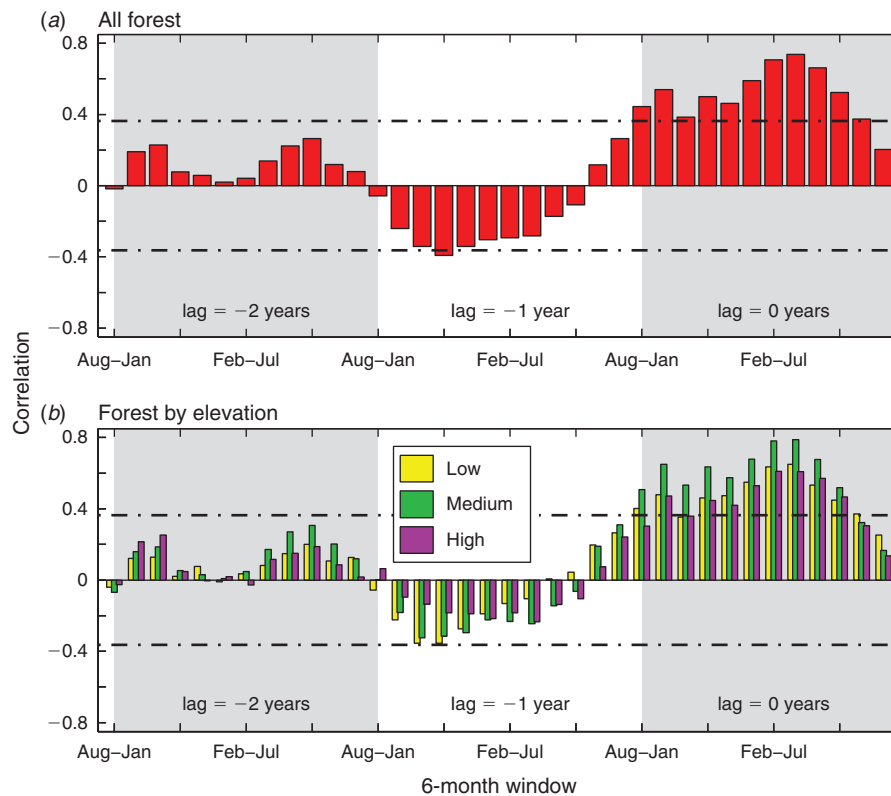 (a) All forest
0.8
0.4
0
−0.4
−0.8
lag = −2 years
lag = −1 year
lag = 0 years
Aug–Jan
Feb–Jul
Aug–Jan
Feb–Jul
Aug–Jan
Feb–Jul
Correlation
(b) Forest by elevation
0.8
0.4
0
−0.4
−0.8
Low
Medium
High
lag = −2 years
lag = −1 year
lag = 0 years
Aug–Jan
Feb–Jul
Aug–Jan
Feb–Jul
Aug–Jan
Feb–Jul
6-month window